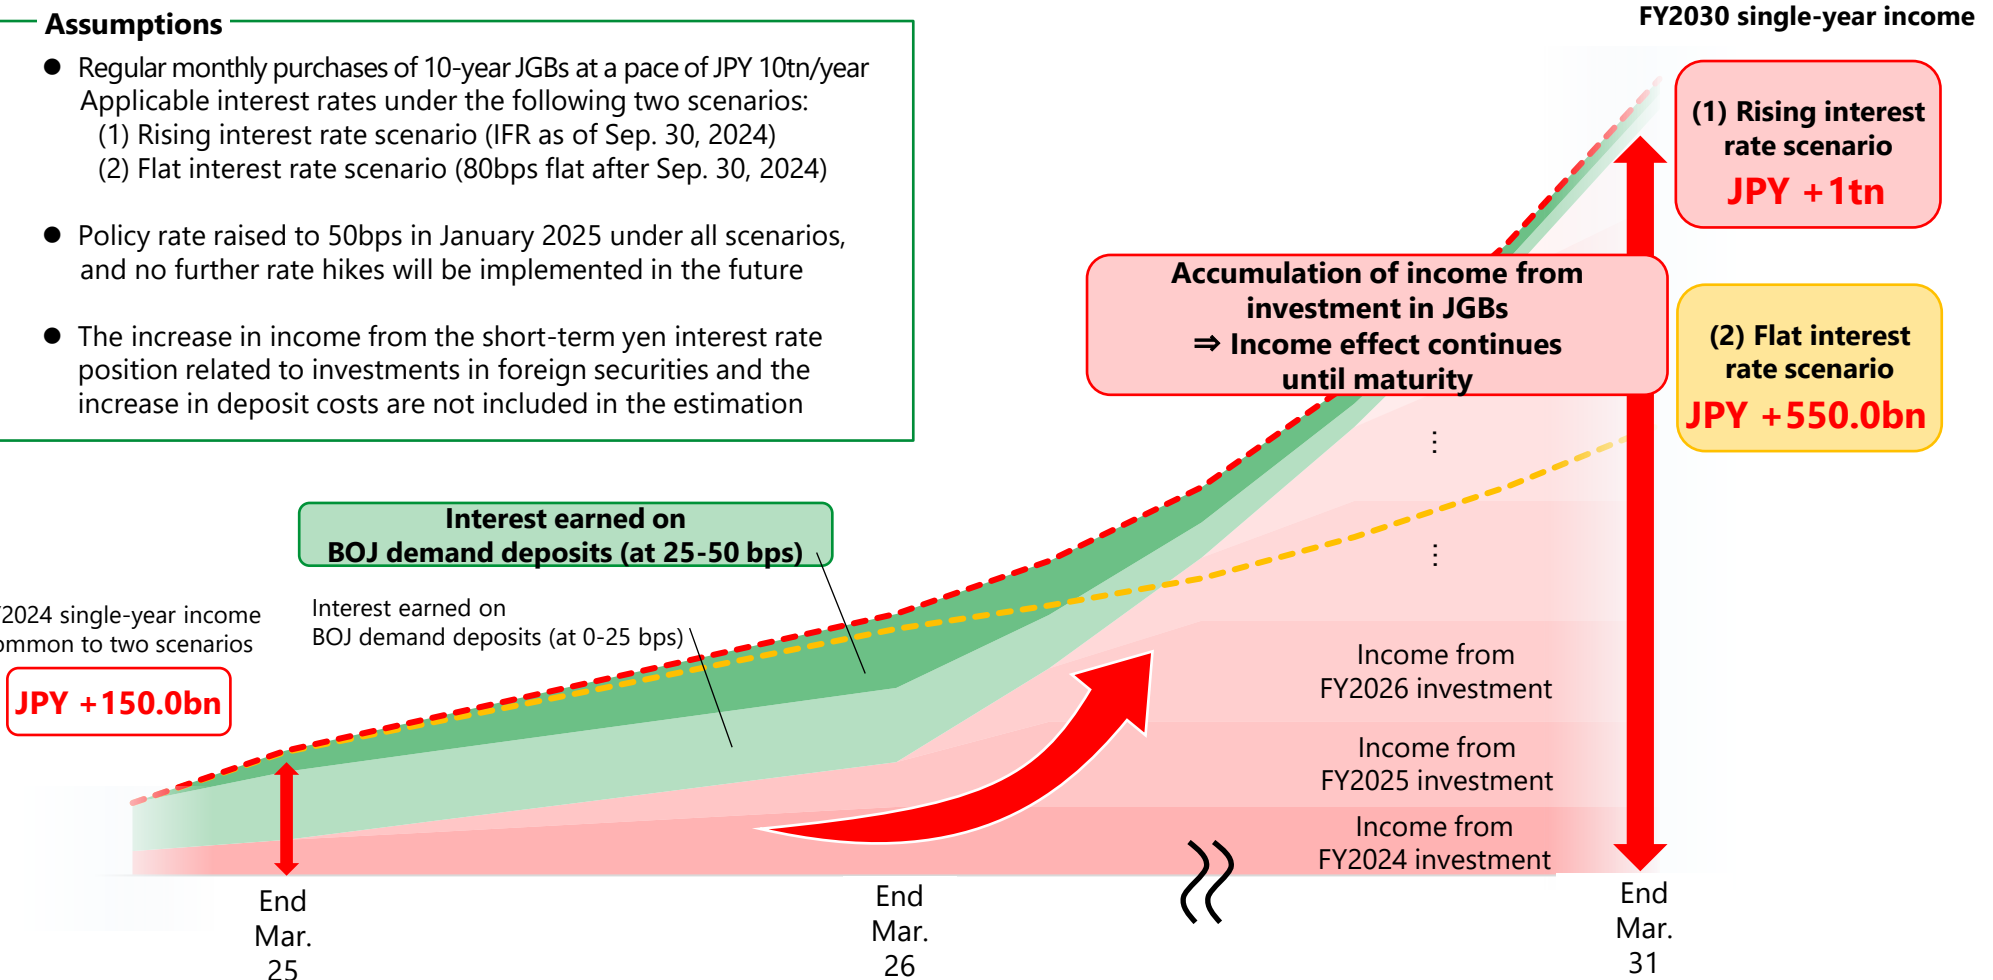 FY2030 single-year income
Assumptions
● Regular monthly purchases of 10-year JGBs at a pace of JPY 10tn/year
Applicable interest rates under the following two scenarios:
(1) Rising interest rate scenario (IFR as of Sep. 30, 2024)
(2) Flat interest rate scenario (80bps flat after Sep. 30, 2024)
● Policy rate raised to 50bps in January 2025 under all scenarios,
and no further rate hikes will be implemented in the future
● The increase in income from the short-term yen interest rate
position related to investments in foreign securities and the
increase in deposit costs are not included in the estimation
(1) Rising interest
rate scenario
JPY +1tn
Accumulation of income from
investment in JGBs
⇒ Income effect continues
until maturity
(2) Flat interest
rate scenario
JPY +550.0bn
Interest earned on
BOJ demand deposits (at 25-50 bps)
Interest earned on
BOJ demand deposits (at 0-25 bps)
Y2024 single-year income
ommon to two scenarios
JPY +150.0bn
⋮
⋮
Income from
FY2026 investment
Income from
FY2025 investment
Income from
FY2024 investment
End
Mar.
25
End
Mar.
26
End
Mar.
31